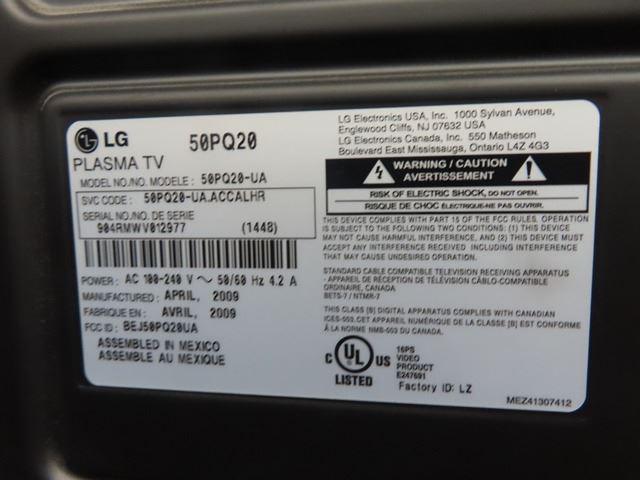 LG
50PQ20
PLASMA TV
MODEL NO./NO. MODELE : 50PQ20-UA
SVC CODE : 50PQ20-UA.ACCALHR
SERIAL NO./NO. DE SERIE
904RMWV012977 (1448)
POWER: AC 100-240 V ~ 50/60 Hz 4.2 A
MANUFACTURED : APRIL, 2009
FABRIQUE EN : AVRIL, 2009
FCC ID : BEJ50PQ20UA
ASSEMBLED IN MEXICO
ASSEMBLE AU MEXIQUE
LG Electronics USA, Inc. 1000 Sylvan Avenue,
Englewood Cliffs, NJ 07632 USA
LG Electronics Canada, Inc. 550 Matheson
Boulevard East Mississauga, Ontario L4Z 4G3
WARNING / CAUTION
AVERTISSEMENT
RISK OF ELECTRIC SHOCK, DO NOT OPEN.
RISQUE DE CHOC ELECTRIQUE-NE PAS OUVRIR.
THIS DEVICE COMPLIES WITH PART 15 OF THE FCC RULES. OPERATION
IS SUBJECT TO THE FOLLOWING TWO CONDITIONS: (1) THIS DEVICE
MAY NOT CAUSE HARMFUL INTERFERENCE, AND (2) THIS DEVICE
MUST ACCEPT ANY INTERFERENCE RECEIVED INCLUDING
INTERFERENCE THAT MAY CAUSE UNDESIRED OPERATION.
STANDARD CABLE COMPATIBLE TELEVISION RECEIVING APPARATUS
- APPAREIL DE RÉCEPTION DE TÉLÉVISION CÂBLO-COMPATIBLE
ORDINAIRE, CANADA
BETS-7 / NTMR-7
THIS CLASS [B] DIGITAL APPARATUS COMPLIES WITH CANADIAN
ICES-003.CET APPAREIL NUMÉRIQUE DE LA CLASSE [B] EST CONFORME
À LA NORME NMB-003 DU CANADA.
C UL US
LISTED
16PS
VIDEO
PRODUCT
E247691
Factory ID: LZ
MEZ41307412